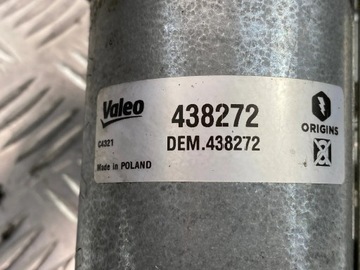 Valeo
438272
ORIGINS
C4321
DEM.438272
Made in POLAND